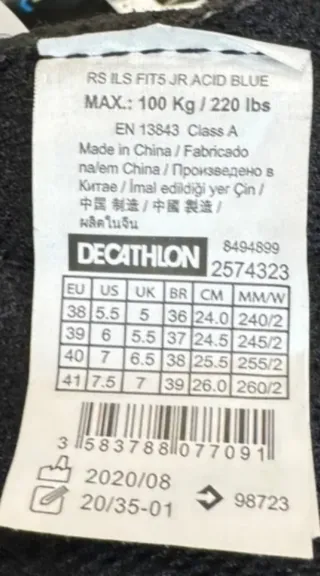 RS ILS FIT5 JR ACID BLUE
MAX.: 100 Kg / 220 lbs
EN 13843 Class A
Made in China / Fabricado
na/em China / Произведено в
Китае / İmal edildiği yer Çin /
中国 制造 / 中國 製造 /
ผลิตในจีน
DECATHLON 8494899
2574323
EU US UK BR CM MM/W
38 5.5 5 36 24.0 240/2
39 6 5.5 37 24.5 245/2
40 7 6.5 38 25.5 255/2
41 7.5 7 39 26.0 260/2
3 583788 077091
2020/08
20/35-01 98723